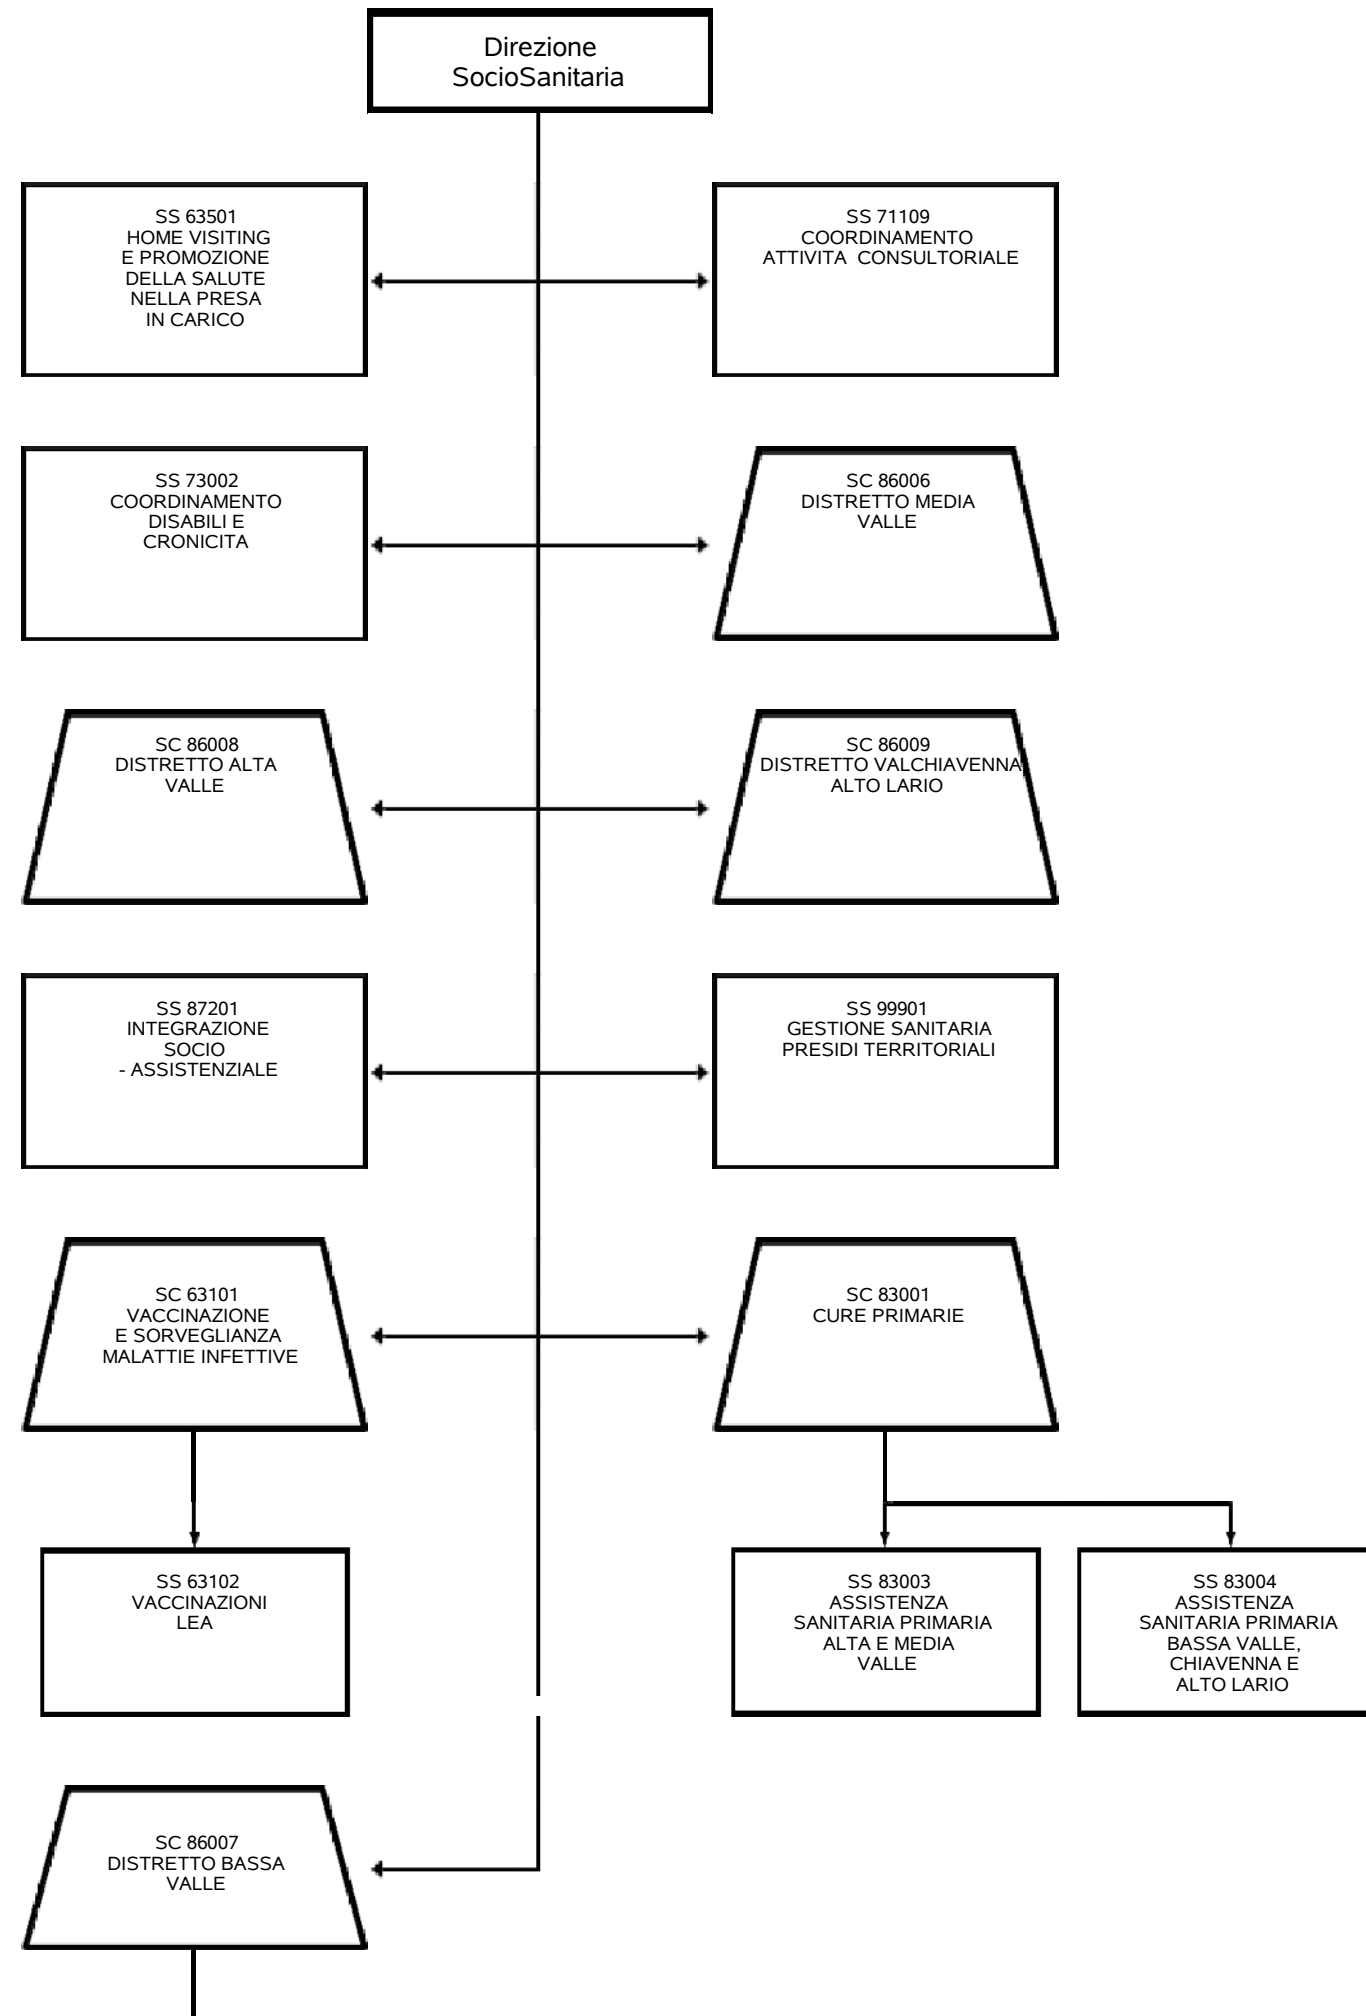 Direzione
SocioSanitaria
SS 63501
HOME VISITING
E PROMOZIONE
DELLA SALUTE
NELLA PRESA
IN CARICO
SS 71109
COORDINAMENTO
ATTIVITA CONSULTORIALE
SS 73002
COORDINAMENTO
DISABILI E
CRONICITA
SC 86006
DISTRETTO MEDIA
VALLE
SC 86008
DISTRETTO ALTA
VALLE
SC 86009
DISTRETTO VALCHIAVENNA
ALTO LARIO
SS 87201
INTEGRAZIONE
SOCIO
- ASSISTENZIALE
SS 99901
GESTIONE SANITARIA
PRESIDI TERRITORIALI
SC 63101
VACCINAZIONE
E SORVEGLIANZA
MALATTIE INFETTIVE
SC 83001
CURE PRIMARIE
SS 63102
VACCINAZIONI
LEA
SS 83003
ASSISTENZA
SANITARIA PRIMARIA
ALTA E MEDIA
VALLE
SS 83004
ASSISTENZA
SANITARIA PRIMARIA
BASSA VALLE,
CHIAVENNA E
ALTO LARIO
SC 86007
DISTRETTO BASSA
VALLE